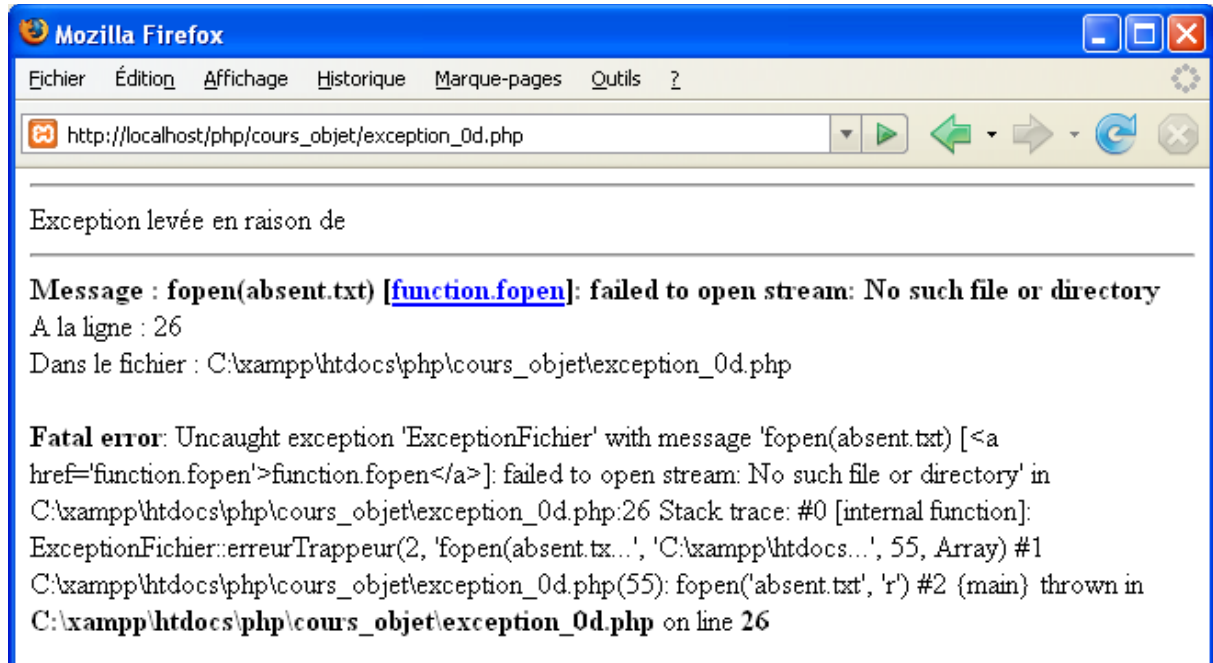 Mozilla Firefox
Fichier Édition Affichage Historique Marque-pages Outils ?
http://localhost/php/cours_objet/exception_0d.php
Exception levée en raison de
Message : fopen(absent.txt) [function.fopen]: failed to open stream: No such file or directory
A la ligne : 26
Dans le fichier : C:\xampp\htdocs\php\cours_objet\exception_0d.php
Fatal error: Uncaught exception 'ExceptionFichier' with message 'fopen(absent.txt) [<a
href='function.fopen'>function.fopen</a>]: failed to open stream: No such file or directory' in
C:\xampp\htdocs\php\cours_objet\exception_0d.php:26 Stack trace: #0 [internal function]:
ExceptionFichier::erreurTrappeur(2, 'fopen(absent.tx...', 'C:\xampp\htdocs...', 55, Array) #1
C:\xampp\htdocs\php\cours_objet\exception_0d.php(55): fopen('absent.txt', 'r') #2 {main} thrown in
C:\xampp\htdocs\php\cours_objet\exception_0d.php on line 26